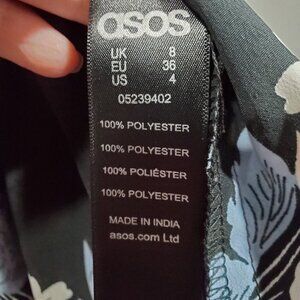 asos
UK 8
EU 36
US 4
05239402
100% POLYESTER
100% POLYESTER
100% POLIÉSTER
100% POLYESTER
MADE IN INDIA
asos.com Ltd